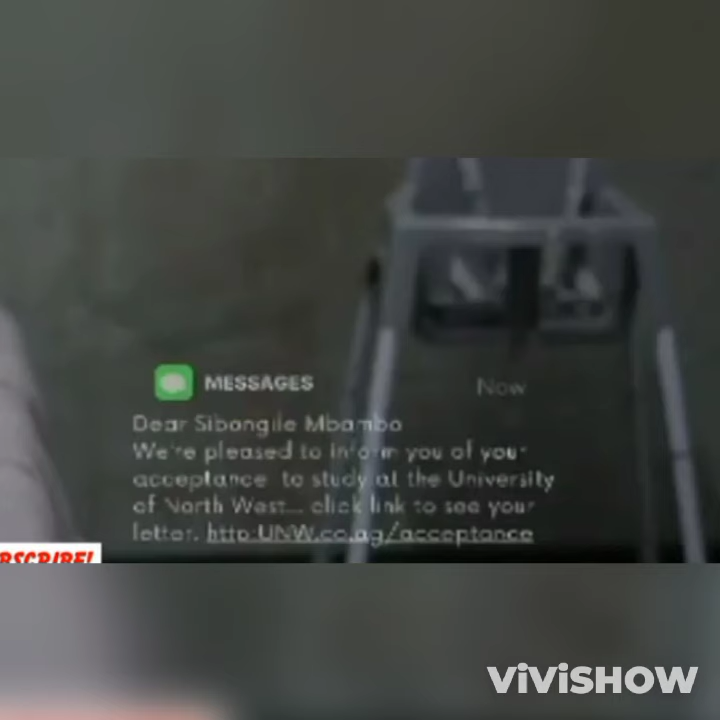 MESSAGES Now
Dear Sibongile Mbambo
We're pleased to inform you of your
acceptance to study at the University
of North West... click link to see your
letter. http:UNW.co.ag/acceptance
BSCRIBE!
ViViSHOW